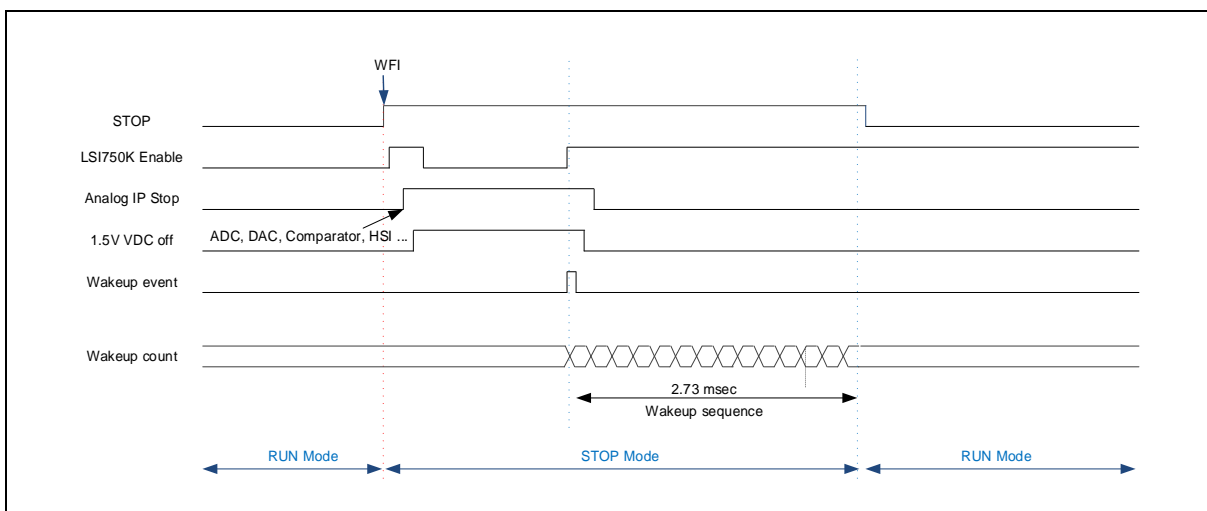 WFI
STOP
LSI750K Enable
Analog IP Stop
ADC, DAC, Comparator, HSI ...
1.5V VDC off
Wakeup event
Wakeup count
2.73 msec
Wakeup sequence
RUN Mode
STOP Mode
RUN Mode